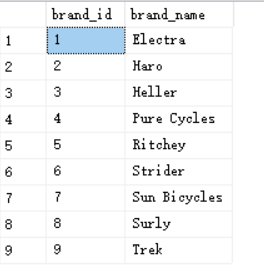 brand_id brand_name
1 1 Electra
2 2 Haro
3 3 Heller
4 4 Pure Cycles
5 5 Ritchey
6 6 Strider
7 7 Sun Bicycles
8 8 Surly
9 9 Trek